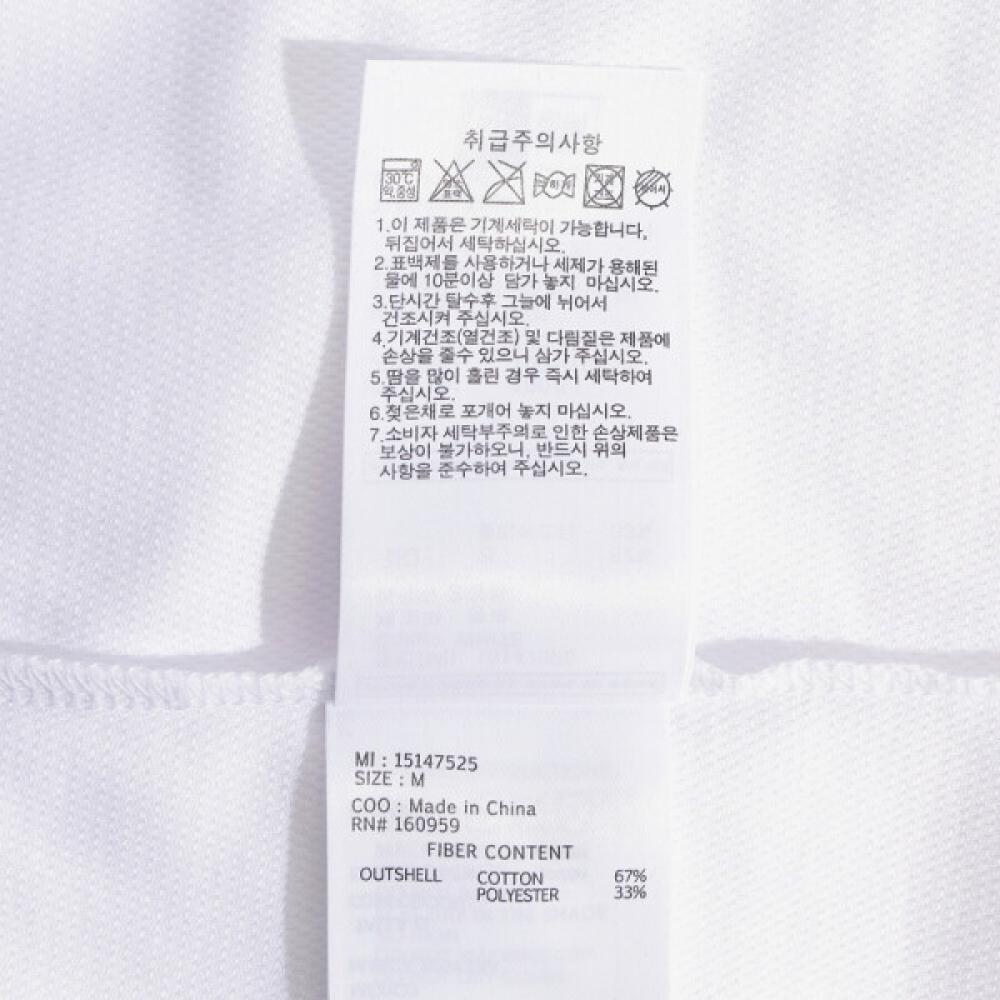 취급주의사항
30℃
약,중성
1.이 제품은 기계세탁이 가능합니다,
뒤집어서 세탁하십시오.
2.표백제를 사용하거나 세제가 용해된
물에 10분이상 담가 놓지 마십시오.
3.단시간 탈수후 그늘에 뉘어서
건조시켜 주십시오.
4.기계건조(열건조) 및 다림질은 제품에
손상을 줄수 있으니 삼가 주십시오.
5.땀을 많이 흘린 경우 즉시 세탁하여
주십시오.
6.젖은채로 포개어 놓지 마십시오.
7.소비자 세탁부주의로 인한 손상제품은
보상이 불가하오니, 반드시 위의
사항을 준수하여 주십시오.
MI : 15147525
SIZE : M
COO : Made in China
RN# 160959
FIBER CONTENT
OUTSHELL COTTON 67%
POLYESTER 33%